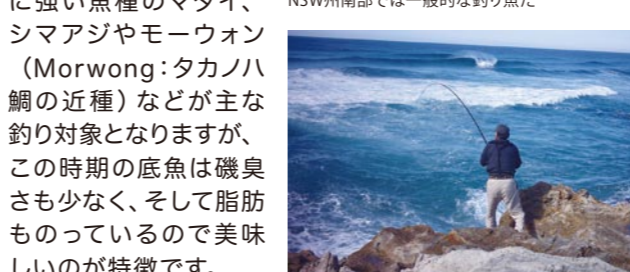 に強い魚種のマダイ、
シマアジやモーウォン
（Morwong：タカノハ
鯛の近種）などが主な
釣り対象となりますが、
この時期の底魚は磯臭
さも少なく、そして脂肪
ものっているので美味
しいのが特徴です。
NSW州南部では一般的な釣り魚だ